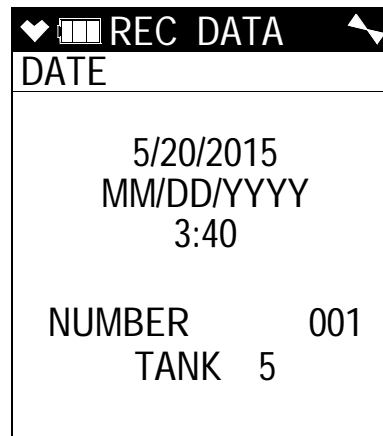 REC DATA
DATE
5/20/2015
MM/DD/YYYY
3:40
NUMBER 001
TANK 5